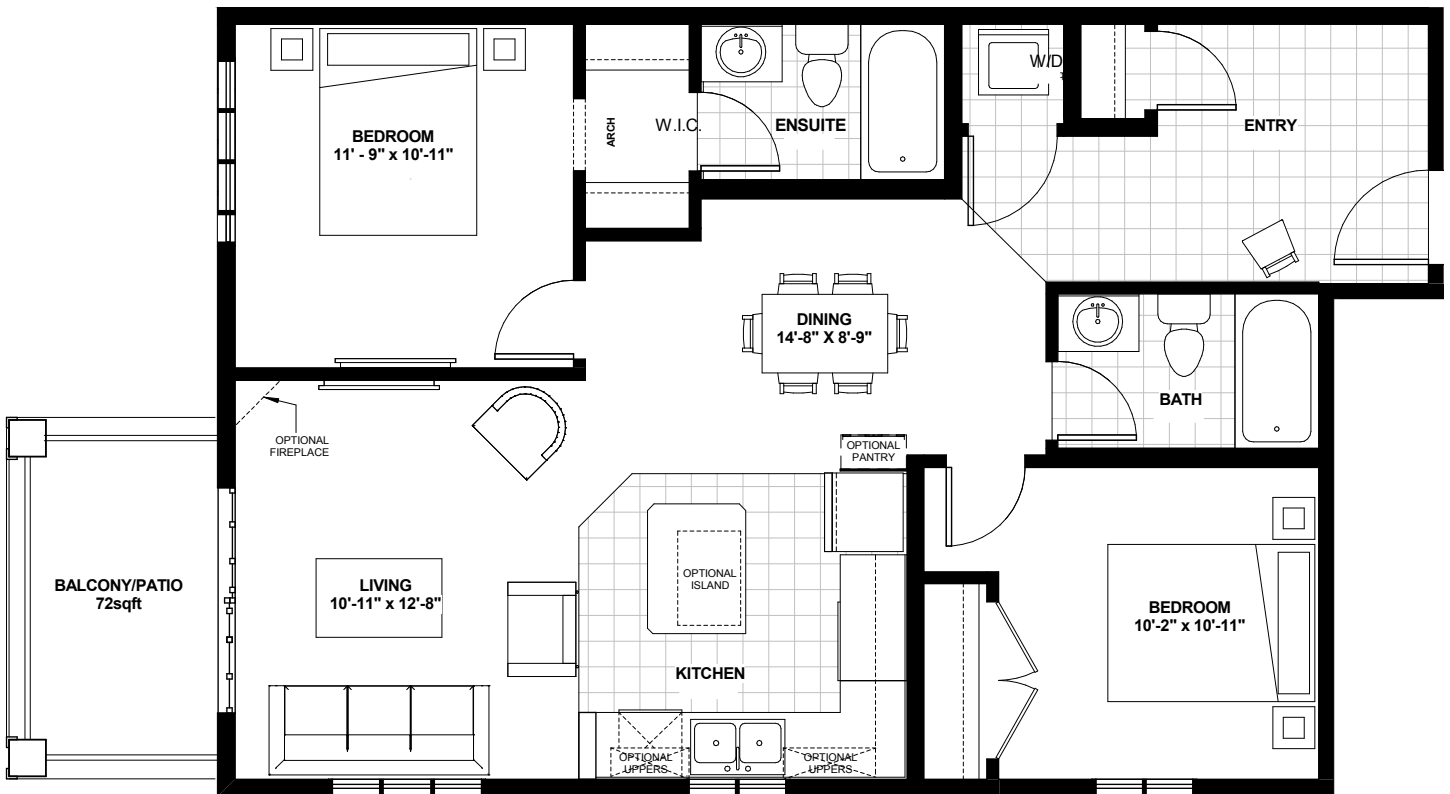 BEDROOM
11' - 9" x 10'-11"
ARCH
W.I.C.
ENSUITE
W/D
ENTRY
DINING
14'-8" X 8'-9"
BATH
OPTIONAL
FIREPLACE
OPTIONAL
PANTRY
BALCONY/PATIO
72sqft
LIVING
10'-11" x 12'-8"
OPTIONAL
ISLAND
KITCHEN
BEDROOM
10'-2" x 10'-11"
OPTIONAL
UPPERS
OPTIONAL
UPPERS